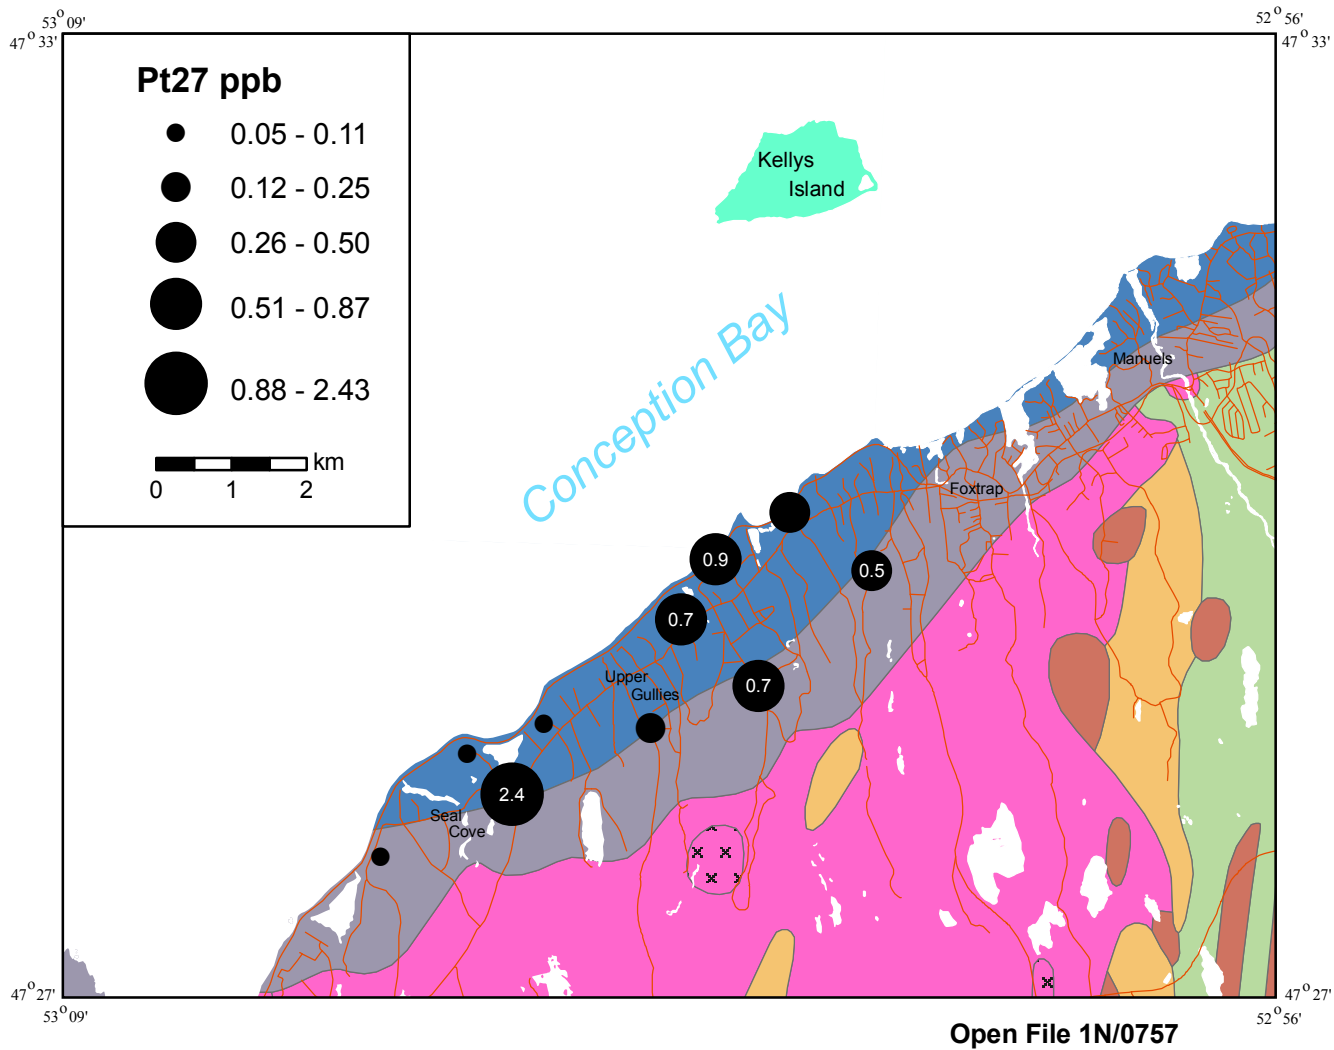 53° 09'
52° 56'
47° 33'
47° 33'
Pt27 ppb
0.05 - 0.11
0.12 - 0.25
0.26 - 0.50
0.51 - 0.87
0.88 - 2.43
km
0 1 2
Kellys
Island
Conception Bay
Manuels
Foxtrap
0.9
0.5
0.7
Upper
Gullies
0.7
2.4
Seal
Cove
47° 27'
47° 27'
53° 09'
52° 56'
Open File 1N/0757